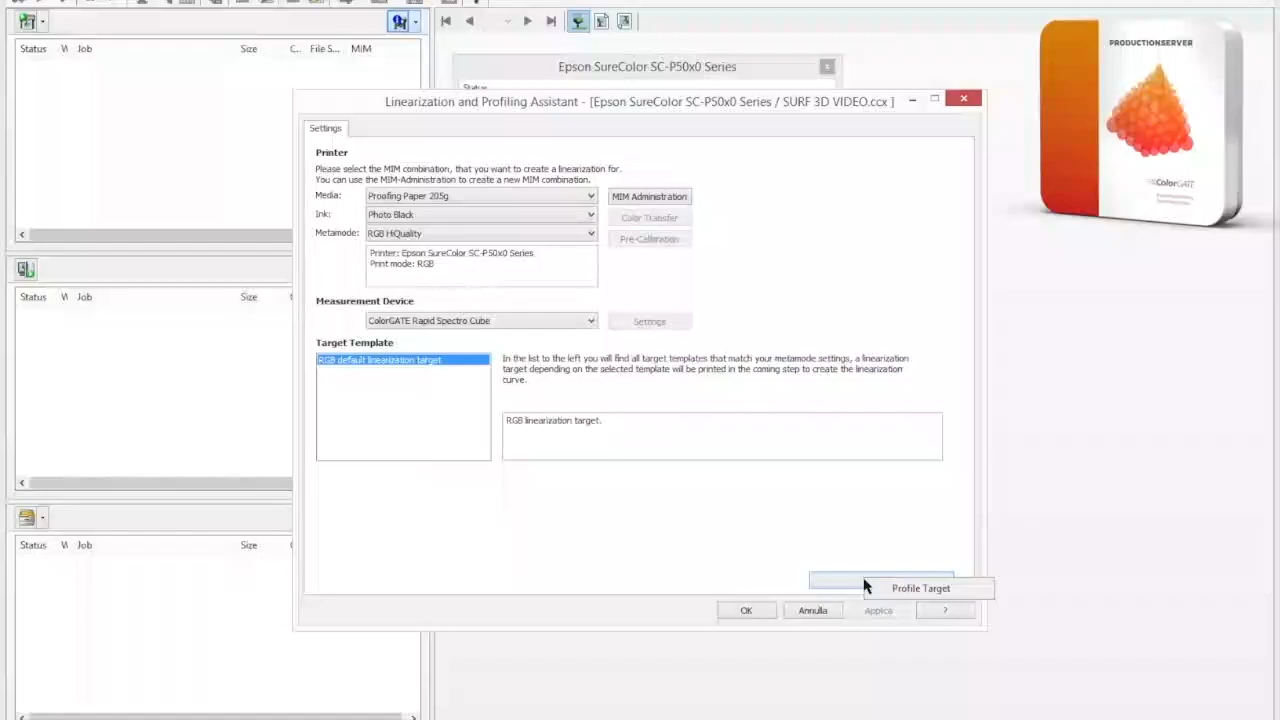 Status W Job Size C.. File S... MIM
Epson SureColor SC-P50x0 Series
Status
PRODUCTIONSERVER
ColorGATE
Linearization and Profiling Assistant - [Epson SureColor SC-P50x0 Series / SURF 3D VIDEO.ccx ]
Settings
Printer
Please select the MIM combination, that you want to create a linearization for.
You can use the MIM-Administration to create a new MIM combination.
Media: Proofing Paper 205g MIM Administration
Ink: Photo Black Color Transfer
Metamode: RGB HiQuality Pre-Calibration
Printer: Epson SureColor SC-P50x0 Series
Print mode: RGB
Measurement Device
ColorGATE Rapid Spectro Cube Settings
Target Template
RGB default linearization target
In the list to the left you will find all target templates that match your metamode settings, a linearization
target depending on the selected template will be printed in the coming step to create the linearization
curve.
RGB linearization target.
Profile Target
OK Annulla Applica ?
Status W Job Size
Status W Job Size